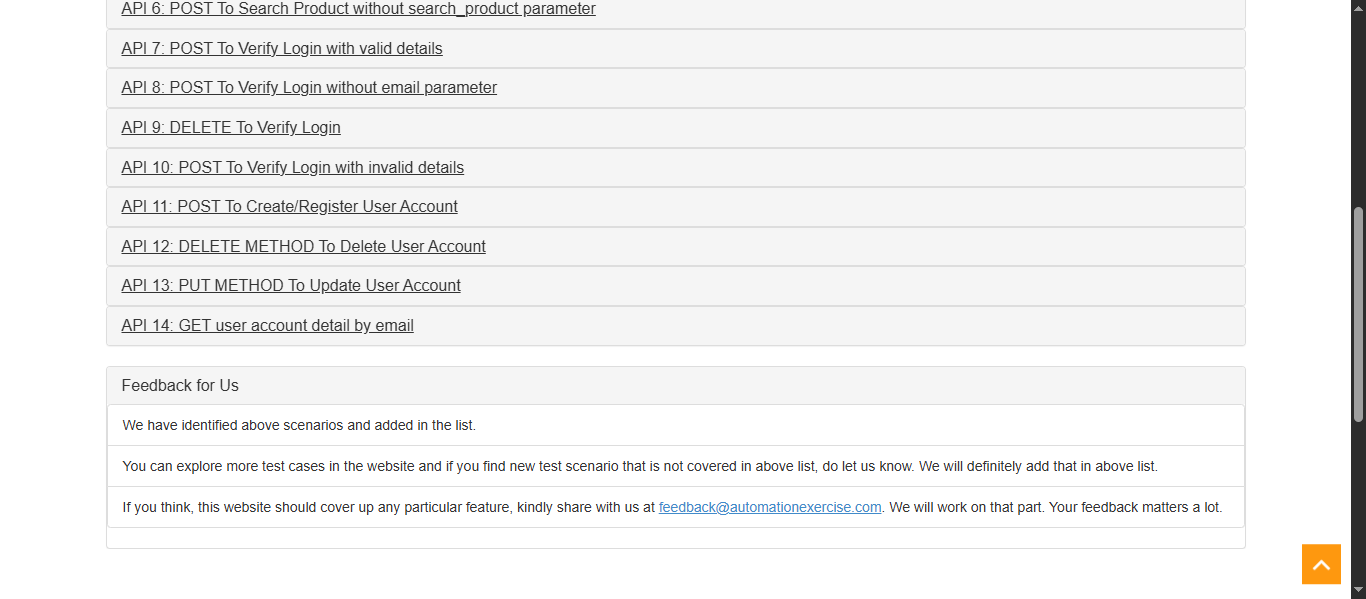 API 6: POST To Search Product without search_product parameter
API 7: POST To Verify Login with valid details
API 8: POST To Verify Login without email parameter
API 9: DELETE To Verify Login
API 10: POST To Verify Login with invalid details
API 11: POST To Create/Register User Account
API 12: DELETE METHOD To Delete User Account
API 13: PUT METHOD To Update User Account
API 14: GET user account detail by email
Feedback for Us
We have identified above scenarios and added in the list.
You can explore more test cases in the website and if you find new test scenario that is not covered in above list, do let us know. We will definitely add that in above list.
If you think, this website should cover up any particular feature, kindly share with us at feedback@automationexercise.com. We will work on that part. Your feedback matters a lot.